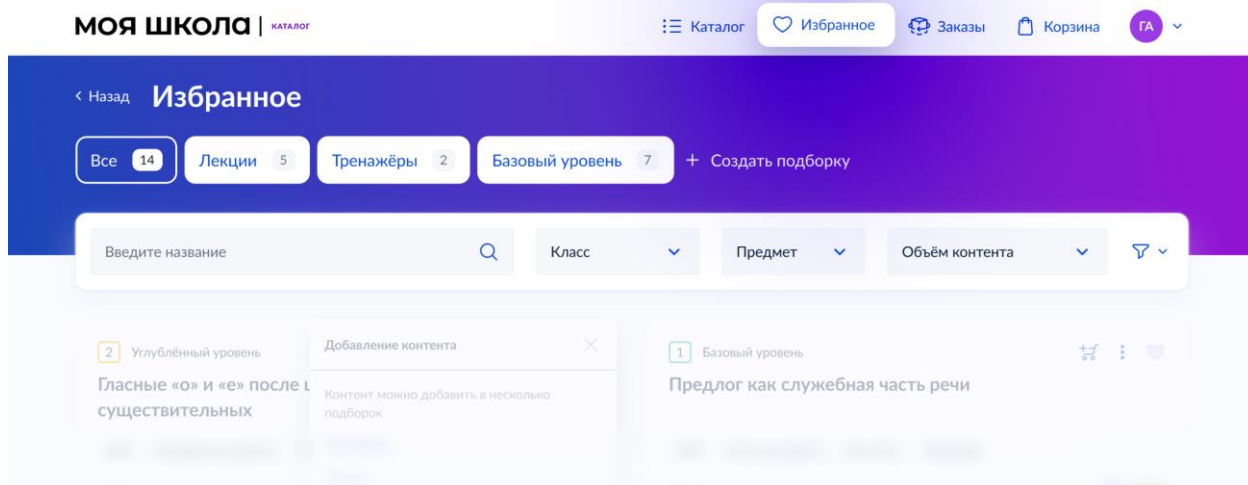 МОЯ ШКОЛА | КАТАЛОГ
Каталог
Избранное
Заказы
Корзина
ГА
Назад
Избранное
Все 14
Лекции 5
Тренажёры 2
Базовый уровень 7
+ Создать подборку
Введите название
Класс
Предмет
Объём контента
2 Углублённый уровень
Гласные «о» и «е» после
существительных
Добавление контента
Контент можно добавить в несколько
подборок
1 Базовый уровень
Предлог как служебная часть речи